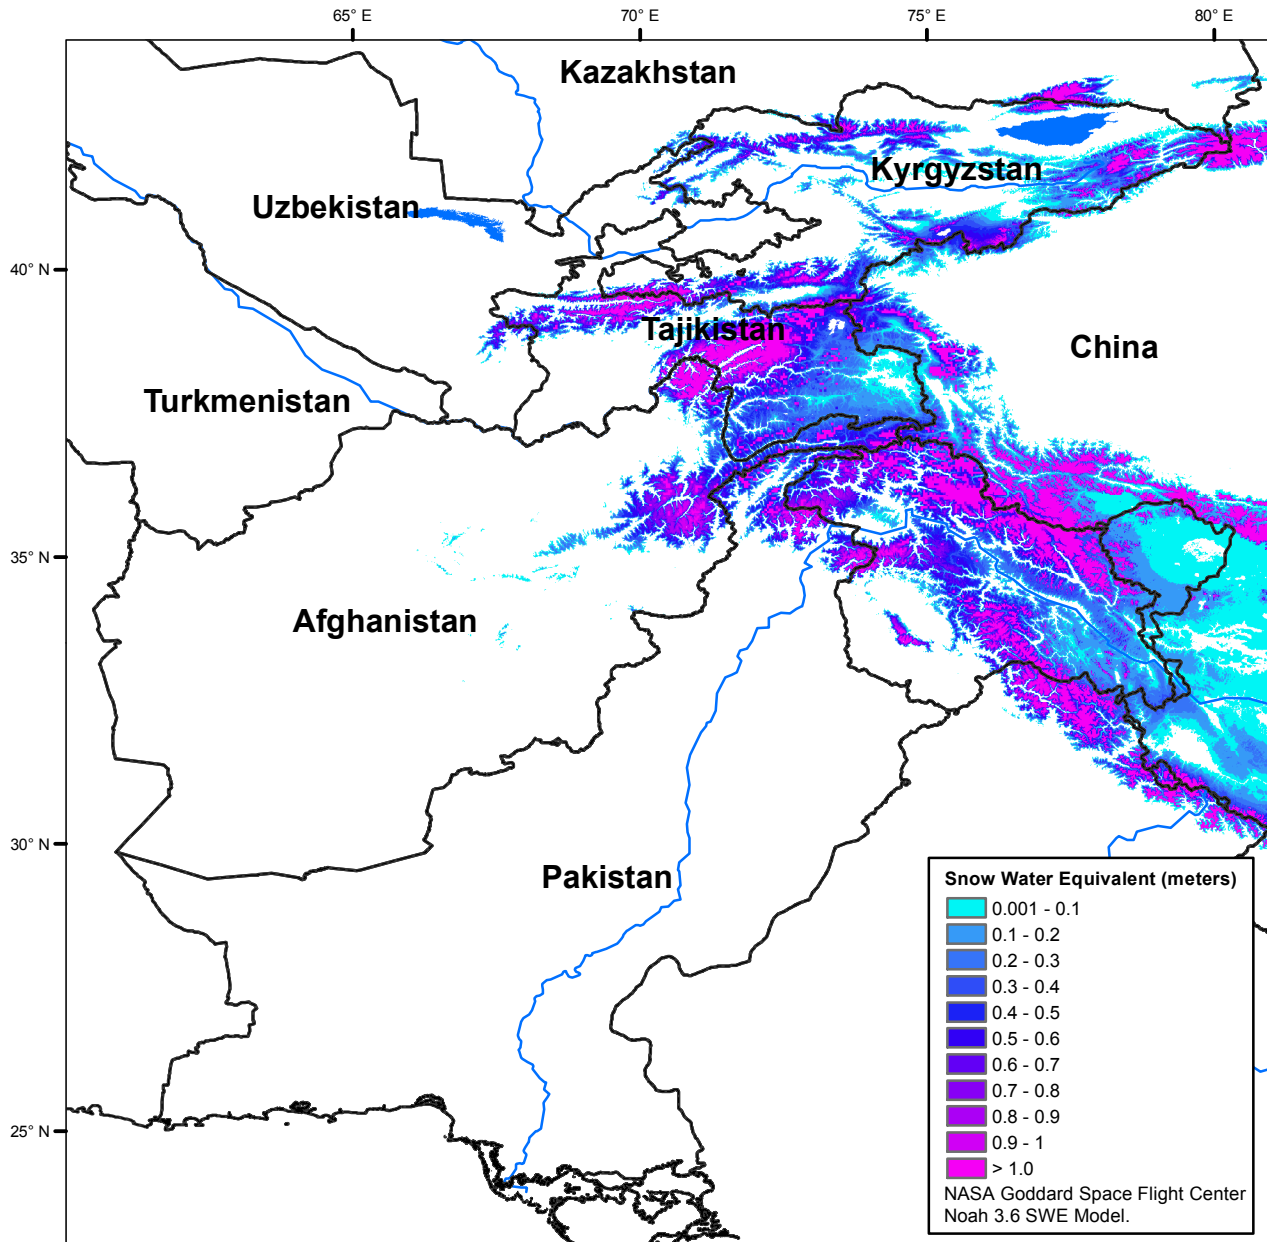 65° E
70° E
75° E
80° E
Kazakhstan
Kyrgyzstan
Uzbekistan
40° N
Tajikistan
China
Turkmenistan
35° N
Afghanistan
30° N
Pakistan
25° N
Snow Water Equivalent (meters)
0.001 - 0.1
0.1 - 0.2
0.2 - 0.3
0.3 - 0.4
0.4 - 0.5
0.5 - 0.6
0.6 - 0.7
0.7 - 0.8
0.8 - 0.9
0.9 - 1
> 1.0
NASA Goddard Space Flight Center
Noah 3.6 SWE Model.